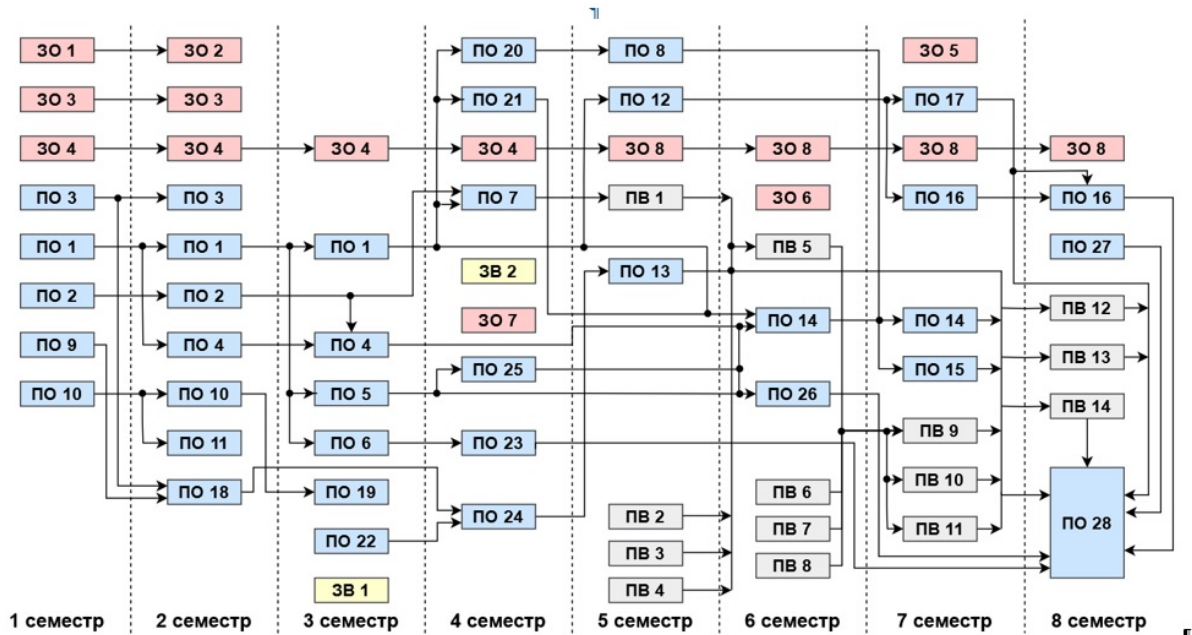 ¶
ЗО 1 ЗО 2 ПО 20 ПО 8 ЗО 5
ЗО 3 ЗО 3 ПО 21 ПО 12 ПО 17
ЗО 4 ЗО 4 ЗО 4 ЗО 4 ЗО 8 ЗО 8 ЗО 8 ЗО 8
ПО 3 ПО 3 ПО 7 ПВ 1 ЗО 6 ПО 16 ПО 16
ПО 1 ПО 1 ПО 1 ПВ 5 ПО 27
ЗВ 2 ПО 13
ПО 2 ПО 2 ПВ 12
ЗО 7 ПО 14 ПО 14
ПО 9 ПО 4 ПО 4 ПВ 13
ПО 25 ПО 15
ПО 10 ПО 10 ПО 5 ПО 26 ПВ 14
ПО 11 ПО 6 ПО 23 ПВ 9
ПО 18 ПО 19 ПВ 6 ПВ 10
ПО 24 ПВ 2 ПО 28
ПО 22 ПВ 7 ПВ 11
ПВ 3 ПВ 8
ЗВ 1 ПВ 4
1 семестр 2 семестр 3 семестр 4 семестр 5 семестр 6 семестр 7 семестр 8 семестр